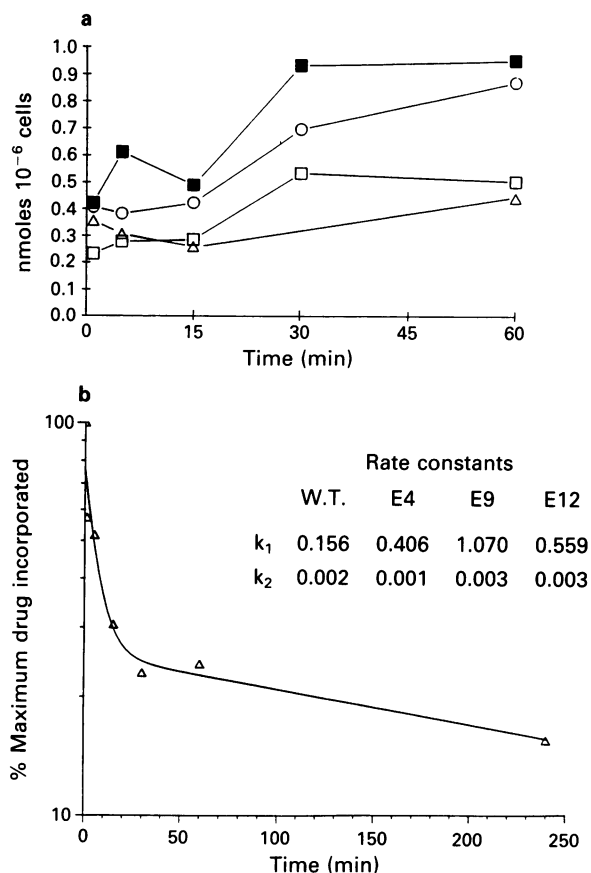 a
1.0
0.9
0.8
0.7
0.6
0.5
0.4
0.3
0.2
0.1
0.0
nmoles 10⁻⁶ cells
0 15 30 45 60
Time (min)
b
100
10
% Maximum drug incorporated
Rate constants
W.T. E4 E9 E12
k₁ 0.156 0.406 1.070 0.559
k₂ 0.002 0.001 0.003 0.003
0 50 100 150 200 250
Time (min)